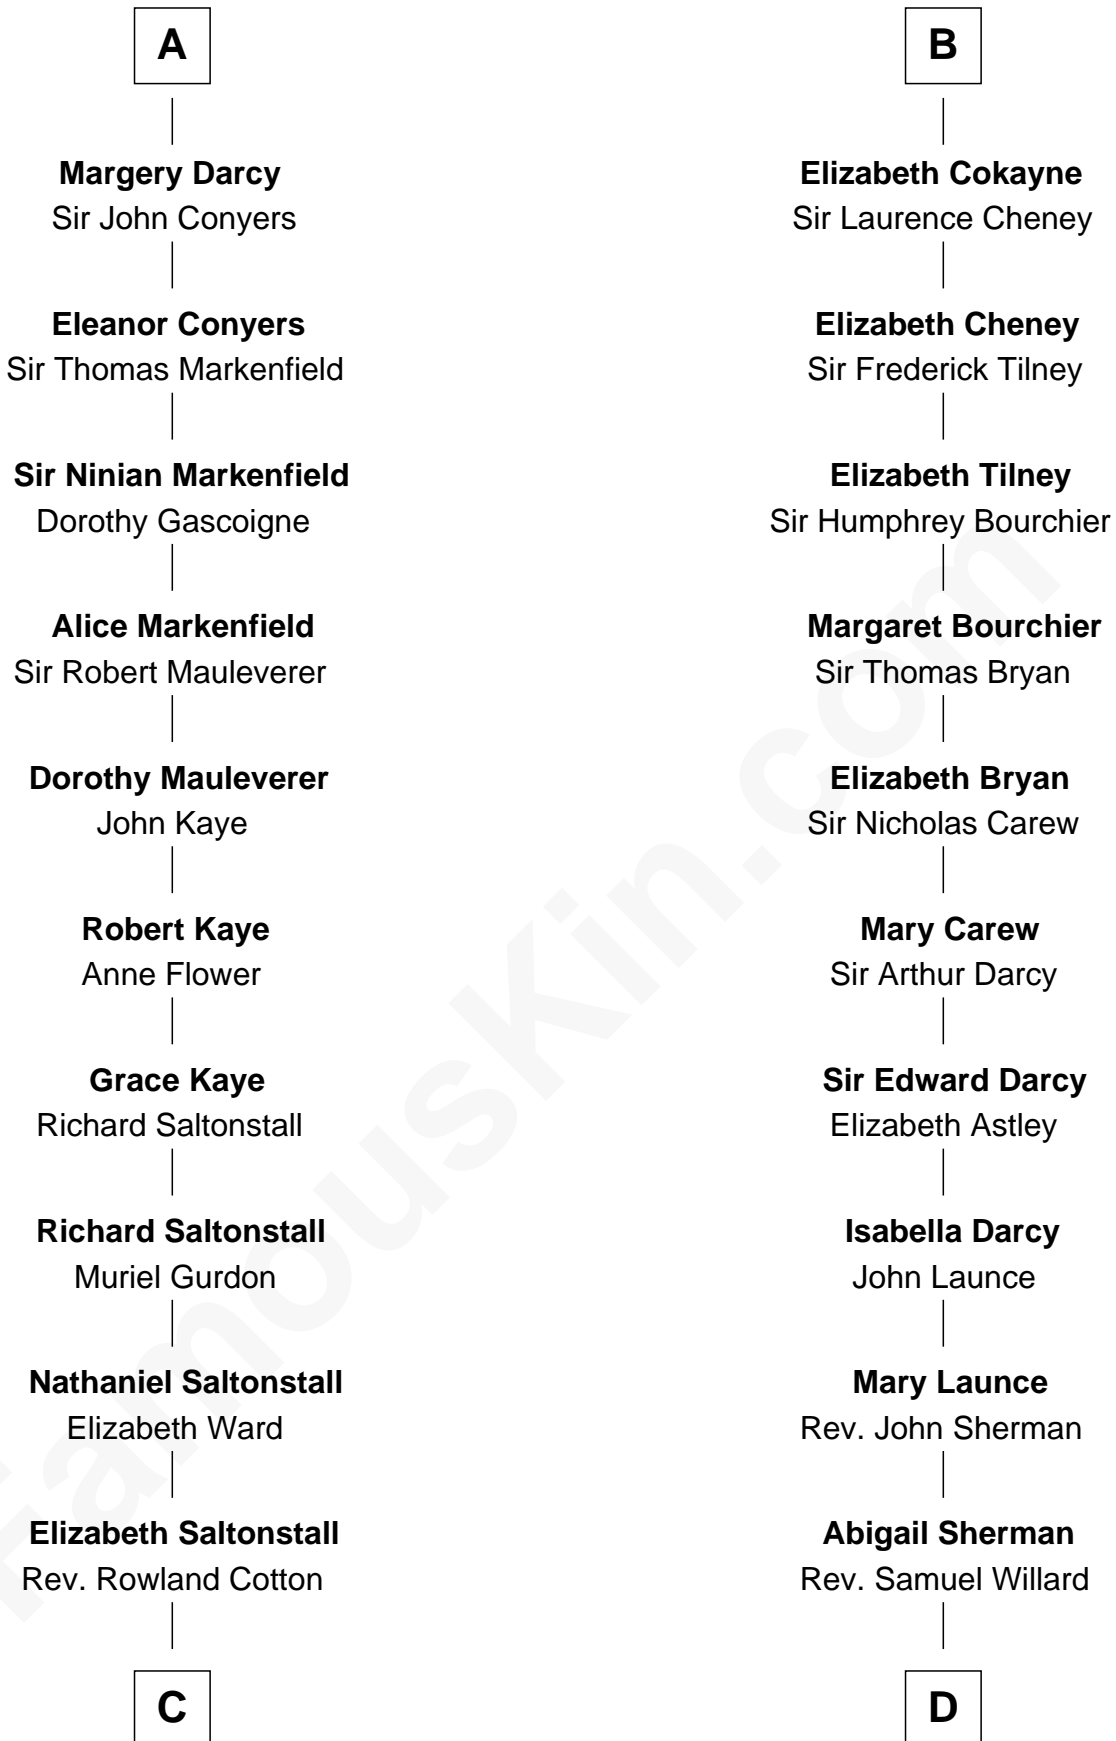 A
Margery Darcy
Sir John Conyers
Eleanor Conyers
Sir Thomas Markenfield
Sir Ninian Markenfield
Dorothy Gascoigne
Alice Markenfield
Sir Robert Mauleverer
Dorothy Mauleverer
John Kaye
Robert Kaye
Anne Flower
Grace Kaye
Richard Saltonstall
Richard Saltonstall
Muriel Gurdon
Nathaniel Saltonstall
Elizabeth Ward
Elizabeth Saltonstall
Rev. Rowland Cotton
C
B
Elizabeth Cokayne
Sir Laurence Cheney
Elizabeth Cheney
Sir Frederick Tilney
Elizabeth Tilney
Sir Humphrey Bourchier
Margaret Bourchier
Sir Thomas Bryan
Elizabeth Bryan
Sir Nicholas Carew
Mary Carew
Sir Arthur Darcy
Sir Edward Darcy
Elizabeth Astley
Isabella Darcy
John Launce
Mary Launce
Rev. John Sherman
Abigail Sherman
Rev. Samuel Willard
D
FamousKin.com